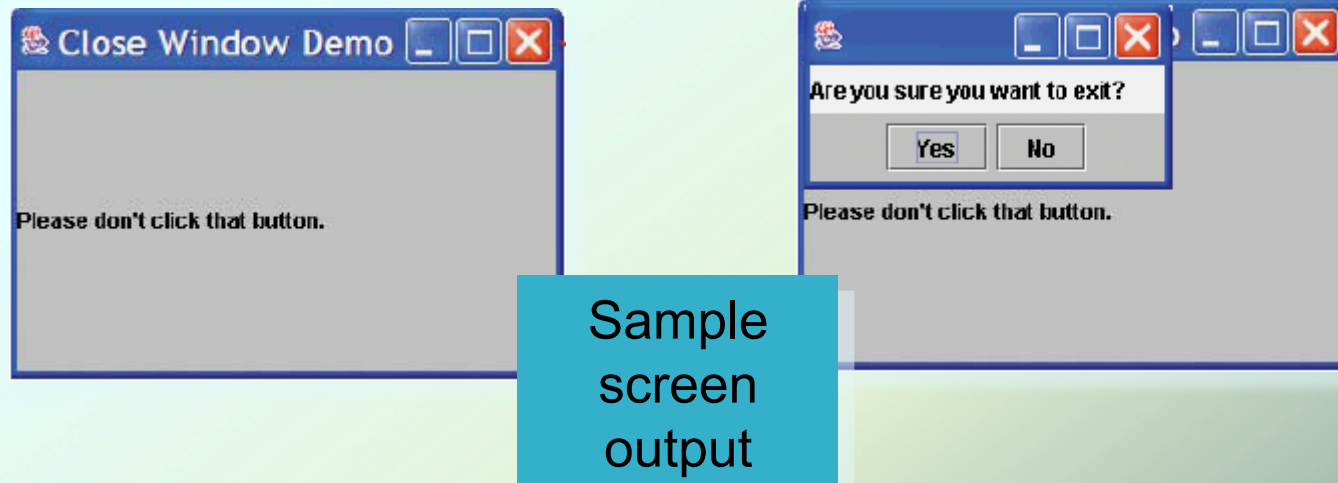 Close Window Demo
Please don't click that button.
Are you sure you want to exit?
Yes No
Please don't click that button.
Sample
screen
output